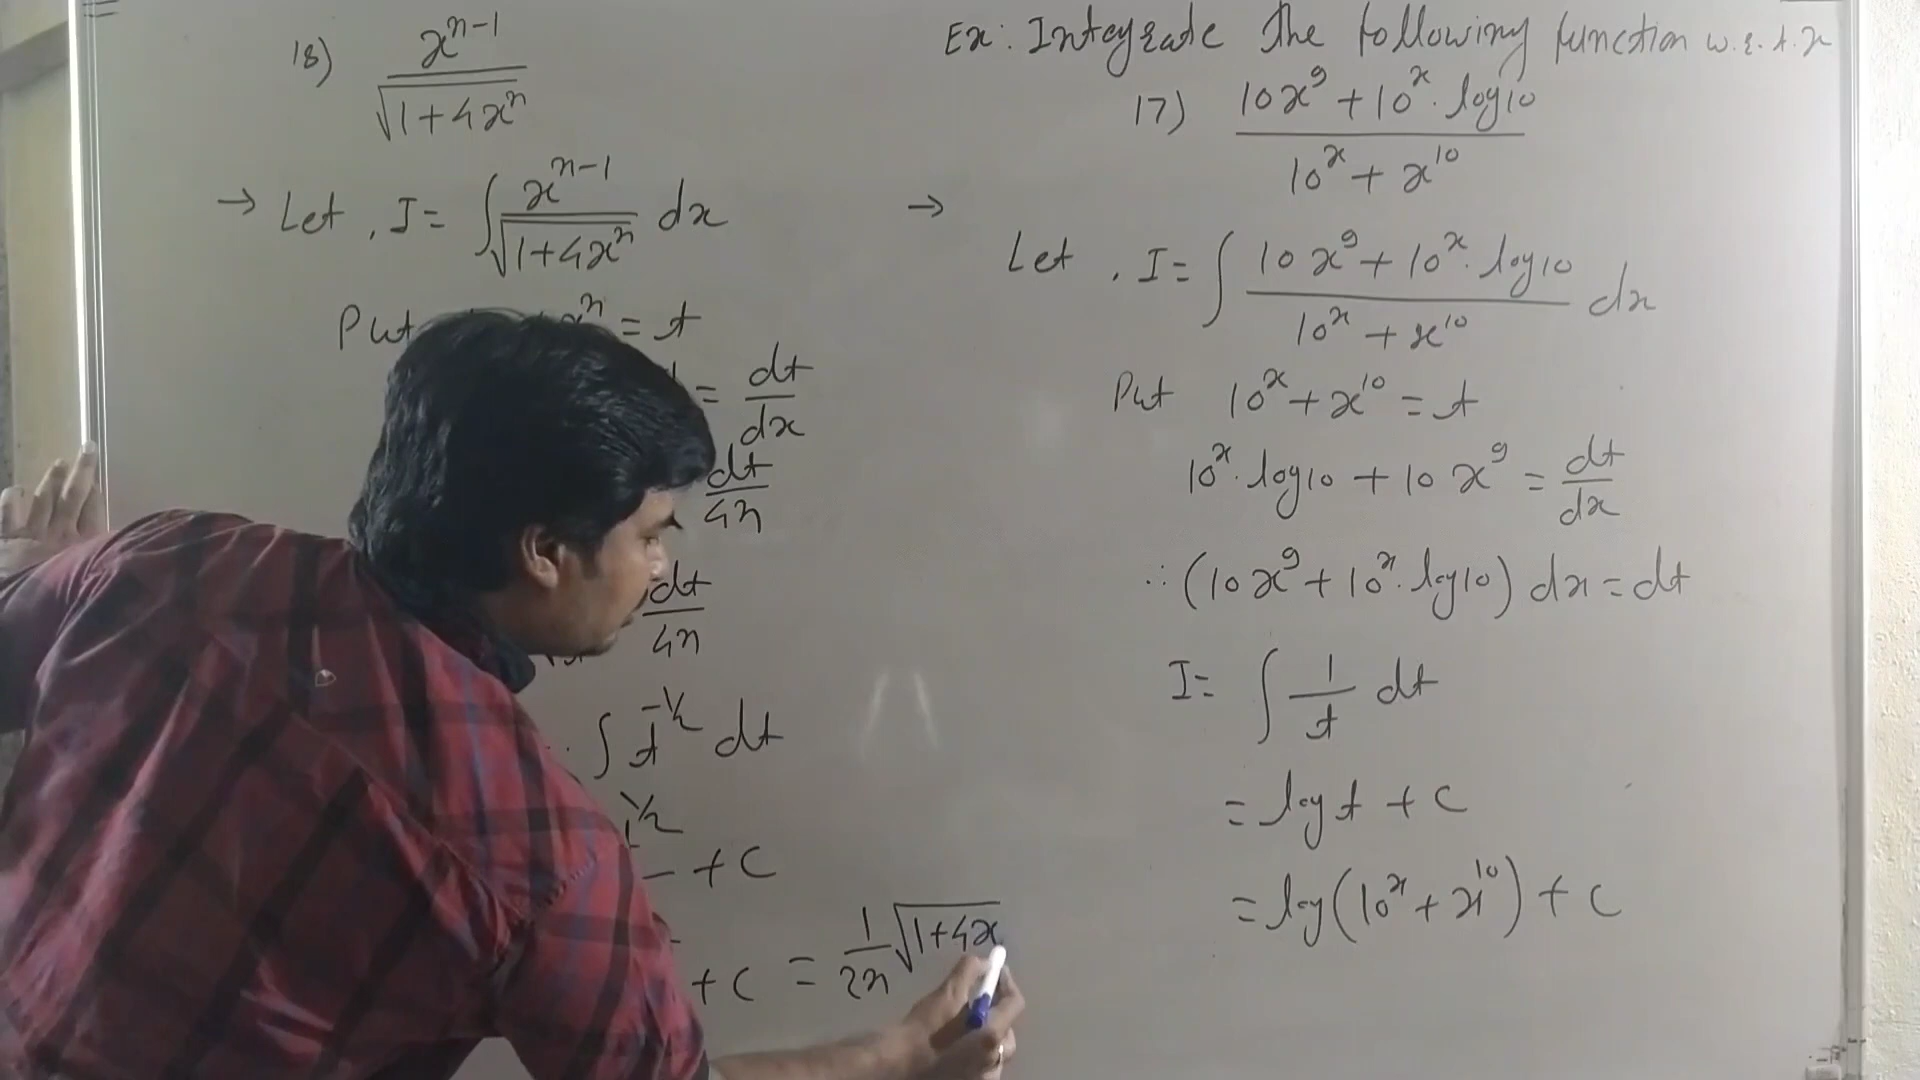 18) x^{n-1} / √(1+4x^n)
→ Let, I = ∫ x^{n-1} / √(1+4x^n) dx
Put x^n = t
= dt/dx
dt/4n
dt/4n
∫ t^{-1/2} dt
1/2 + c
+ c = 1/2n √(1+4x
Ex: Integrate the following function w.r.t.x
17) 10x^9 + 10^x . log10 / 10^x + x^10
→
Let, I = ∫ 10x^9 + 10^x . log10 / 10^x + x^10 dx
Put 10^x + x^10 = t
10^x . log10 + 10 x^9 = dt/dx
∴ (10x^9 + 10^x . log10) dx = dt
I = ∫ 1/t dt
= log t + c
= log(10^x + x^10) + c